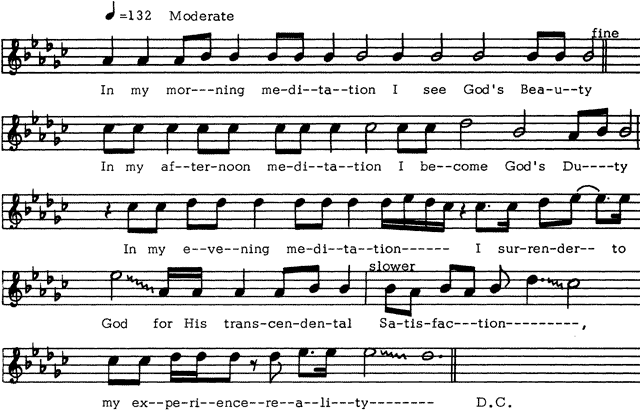 ♩=132 Moderate
fine
In my mor---ning me-di--ta--tion I see God's Bea-u--ty
In my af--ter-noon me-di--ta--tion I be--come God's Du----ty
In my e--ve--ning me-di--ta--tion------ I sur-ren-der-- to
slower
God for His trans-cen-den-tal Sa-tis-fac---tion---------,
my ex--pe-ri--ence--re--a--li---ty-------- D.C.